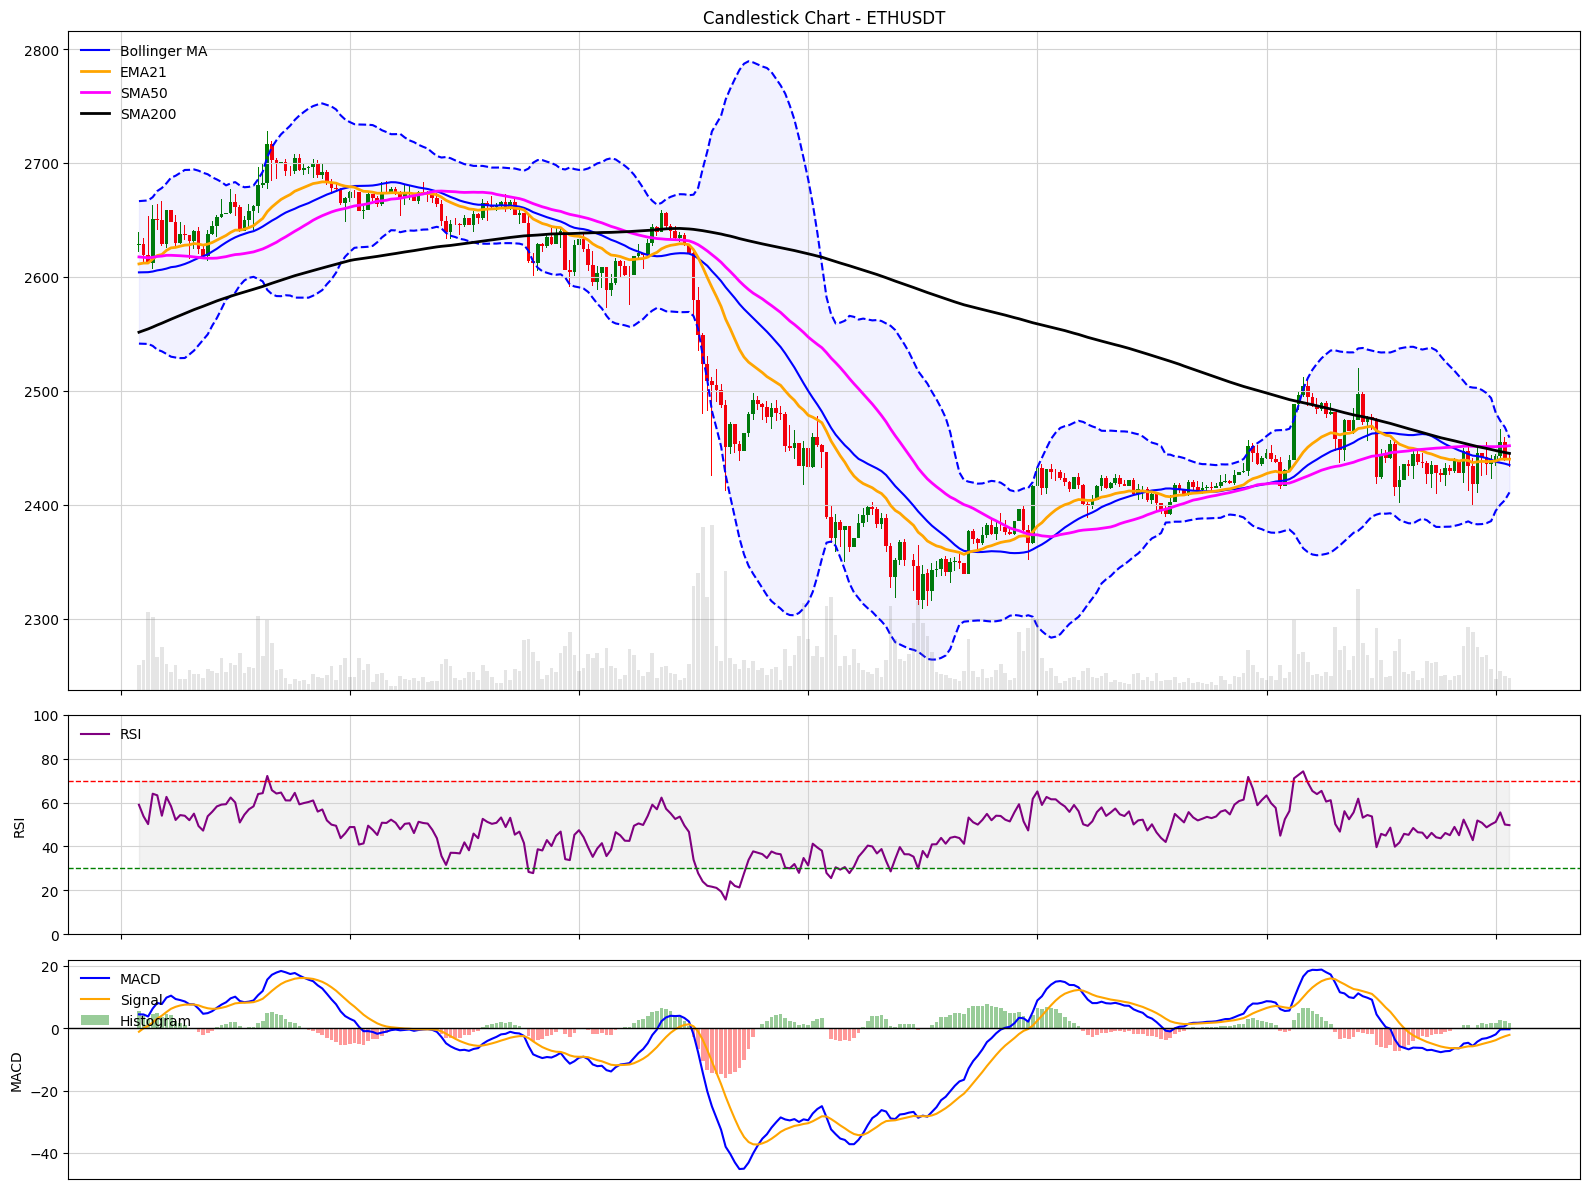 Candlestick Chart - ETHUSDT
Bollinger MA
EMA21
SMA50
SMA200
2800
2700
2600
2500
2400
2300
RSI
100
80
60
40
20
0
RSI
MACD
Signal
Histogram
20
0
−20
−40
MACD